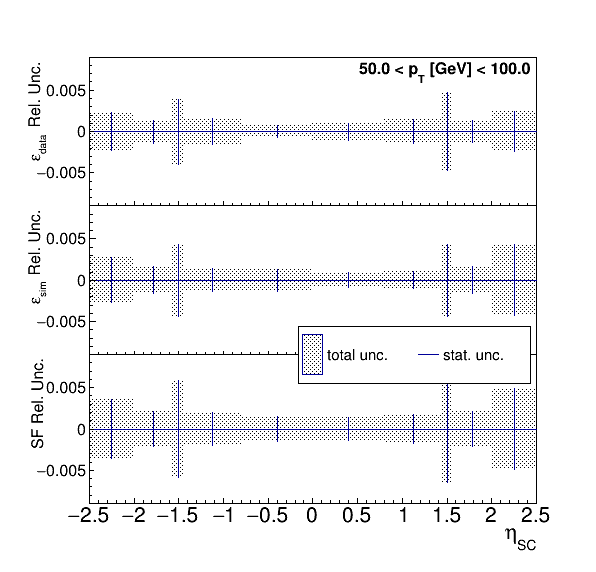 50.0 < p_T [GeV] < 100.0
ε_data Rel. Unc.
0.005
0
−0.005
ε_sim Rel. Unc.
0.005
0
−0.005
total unc.
stat. unc.
SF Rel. Unc.
0.005
0
−0.005
−2.5 −2 −1.5 −1 −0.5 0 0.5 1 1.5 2 2.5
η_SC